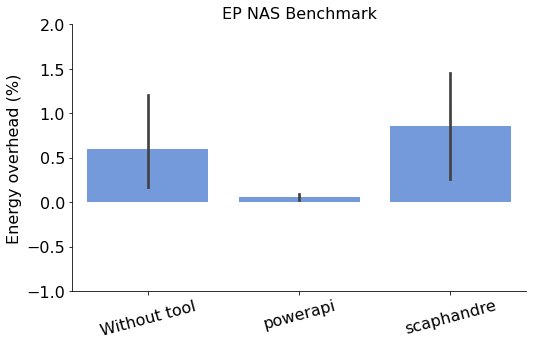 EP NAS Benchmark
Energy overhead (%)
2.0
1.5
1.0
0.5
0.0
−0.5
−1.0
Without tool
powerapi
scaphandre